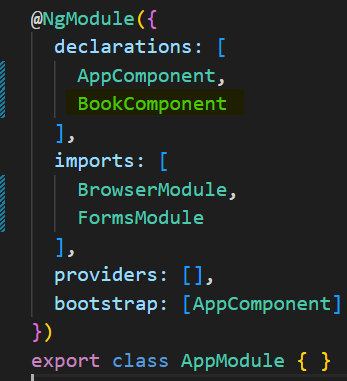 @NgModule({
  declarations: [
    AppComponent,
    BookComponent
  ],
  imports: [
    BrowserModule,
    FormsModule
  ],
  providers: [],
  bootstrap: [AppComponent]
})
export class AppModule { }